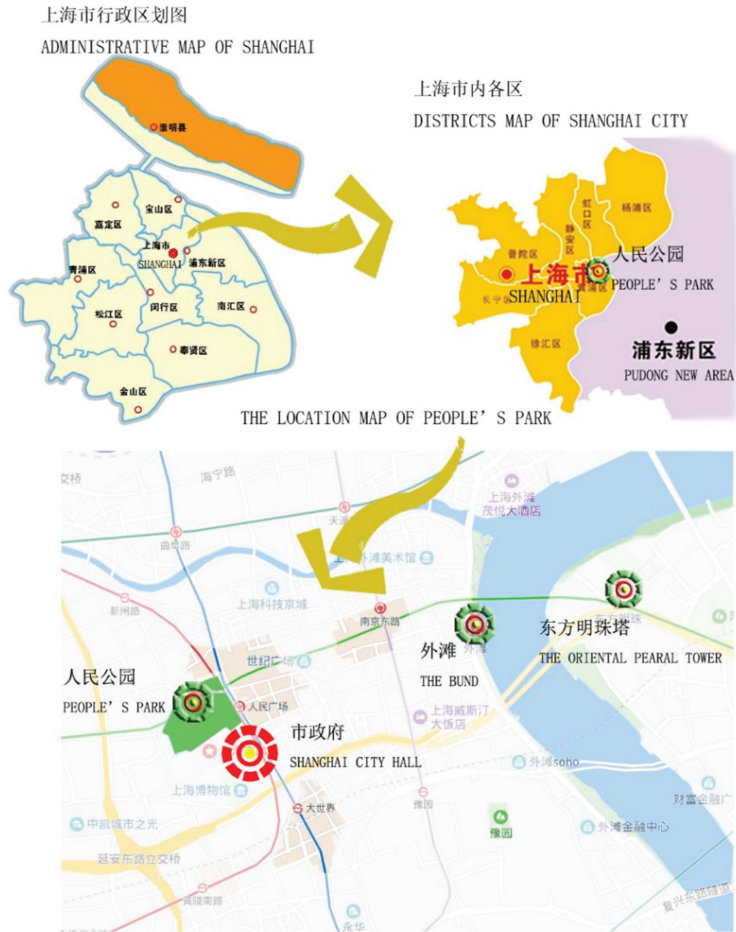 上海市行政区划图
ADMINISTRATIVE MAP OF SHANGHAI
崇明县
宝山区
嘉定区
上海市
SHANGHAI
浦东新区
青浦区
松江区
闵行区
南汇区
奉贤区
金山区
上海市内各区
DISTRICTS MAP OF SHANGHAI CITY
杨浦区
虹口区
静安区
普陀区
人民公园
PEOPLE'S PARK
上海市
SHANGHAI
黄浦区
长宁区
徐汇区
浦东新区
PUDONG NEW AREA
THE LOCATION MAP OF PEOPLE'S PARK
交桥
海宁路
上海外滩
茂悦大酒店
曲阜路
外滩美术馆
新闸路
上海科技京城
南京东路
东方明珠塔
THE ORIENTAL PEARAL TOWER
外滩
外滩
THE BUND
世纪广场
人民公园
PEOPLE'S PARK
人民广场
上海威斯汀
大饭店
市政府
SHANGHAI CITY HALL
外滩soho
上海博物馆
大世界
豫园
财富金融广
中凯城市之光
豫园
外滩金融中心
延安东路立交桥
黄陂南路
复兴东路隧道
永华